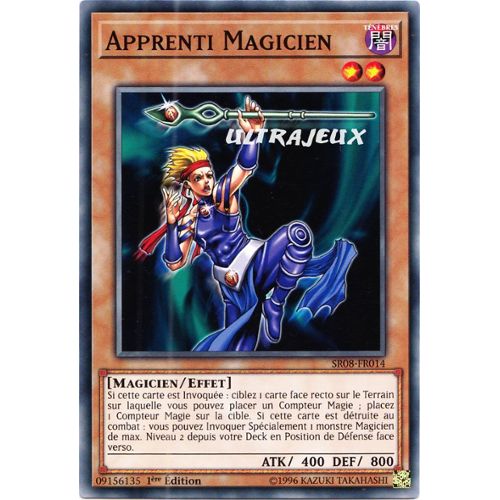 APPRENTI MAGICIEN
TÉNÈBRES
闇
ULTRAJEUX
SR08-FR014
[MAGICIEN/EFFET]
Si cette carte est Invoquée : ciblez 1 carte face recto sur le Terrain
sur laquelle vous pouvez placer un Compteur Magie ; placez
1 Compteur Magie sur la cible. Si cette carte est détruite au
combat : vous pouvez Invoquer Spécialement 1 monstre Magicien
de max. Niveau 2 depuis votre Deck en Position de Défense face
verso.
ATK/ 400 DEF/ 800
09156135 1ère Edition ©1996 KAZUKI TAKAHASHI